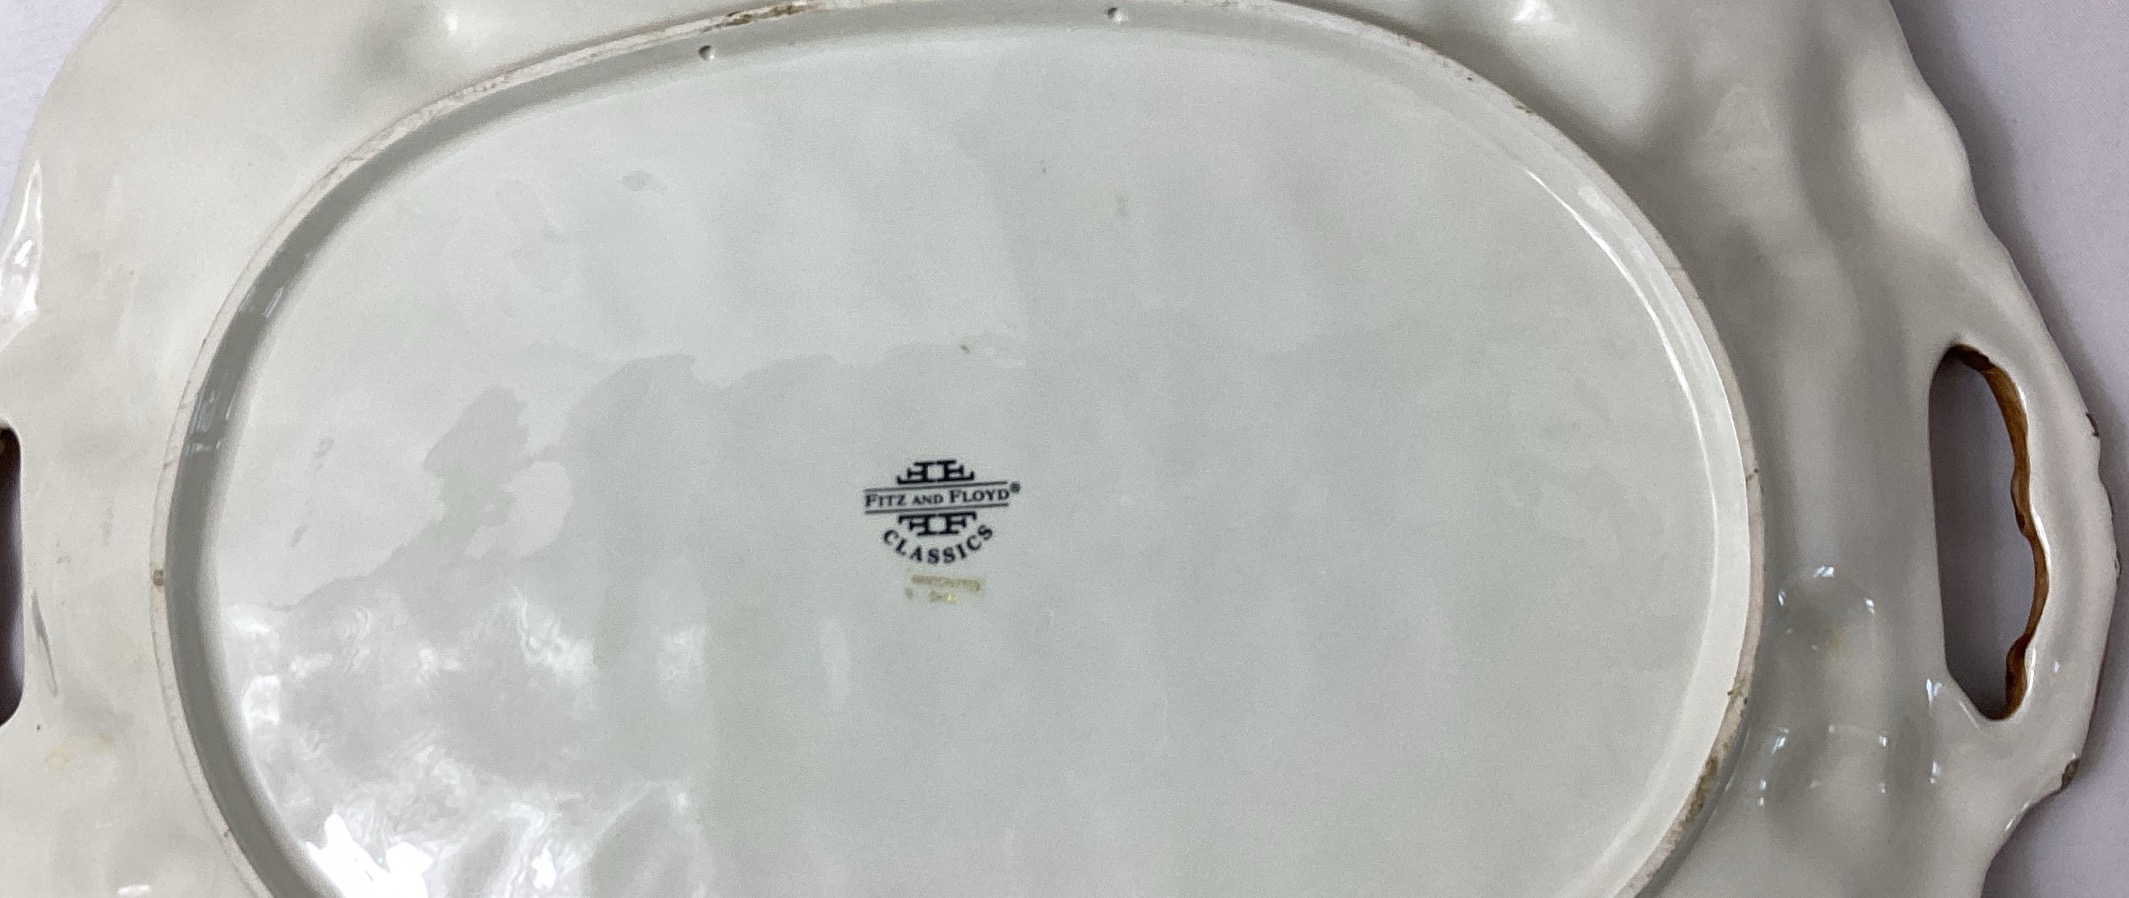 FITZ AND FLOYD®
CLASSICS